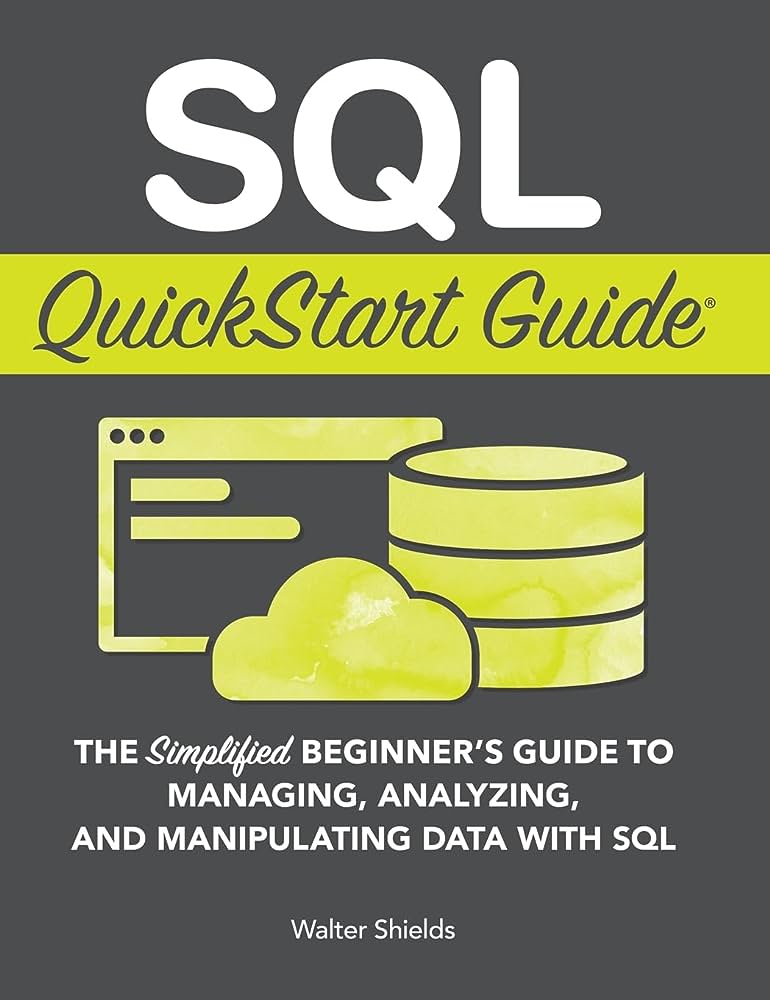 SQL
QuickStart Guide®
THE Simplified BEGINNER'S GUIDE TO
MANAGING, ANALYZING,
AND MANIPULATING DATA WITH SQL
Walter Shields